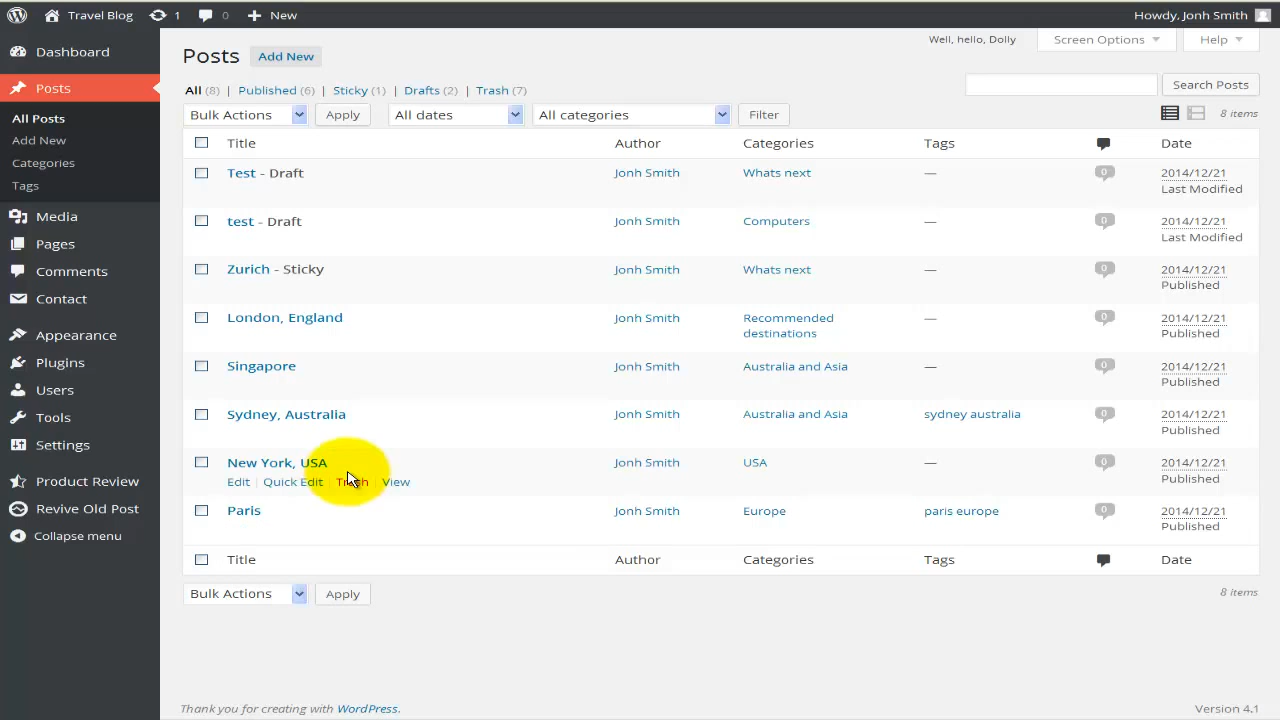 Travel Blog 1 0 New Howdy, Jonh Smith
Dashboard
Posts
All Posts
Add New
Categories
Tags
Media
Pages
Comments
Contact
Appearance
Plugins
Users
Tools
Settings
Product Review
Revive Old Post
Collapse menu
Well, hello, Dolly Screen Options Help
Posts Add New
All (8) | Published (6) | Sticky (1) | Drafts (2) | Trash (7) Search Posts
Bulk Actions Apply All dates All categories Filter 8 items
Title Author Categories Tags Date
Test - Draft Jonh Smith Whats next — 0 2014/12/21
Last Modified
test - Draft Jonh Smith Computers — 0 2014/12/21
Last Modified
Zurich - Sticky Jonh Smith Whats next — 0 2014/12/21
Published
London, England Jonh Smith Recommended — 0 2014/12/21
destinations Published
Singapore Jonh Smith Australia and Asia — 0 2014/12/21
Published
Sydney, Australia Jonh Smith Australia and Asia sydney australia 0 2014/12/21
Published
New York, USA Jonh Smith USA — 0 2014/12/21
Edit | Quick Edit | Trash | View Published
Paris Jonh Smith Europe paris europe 0 2014/12/21
Published
Title Author Categories Tags Date
Bulk Actions Apply 8 items
Thank you for creating with WordPress. Version 4.1